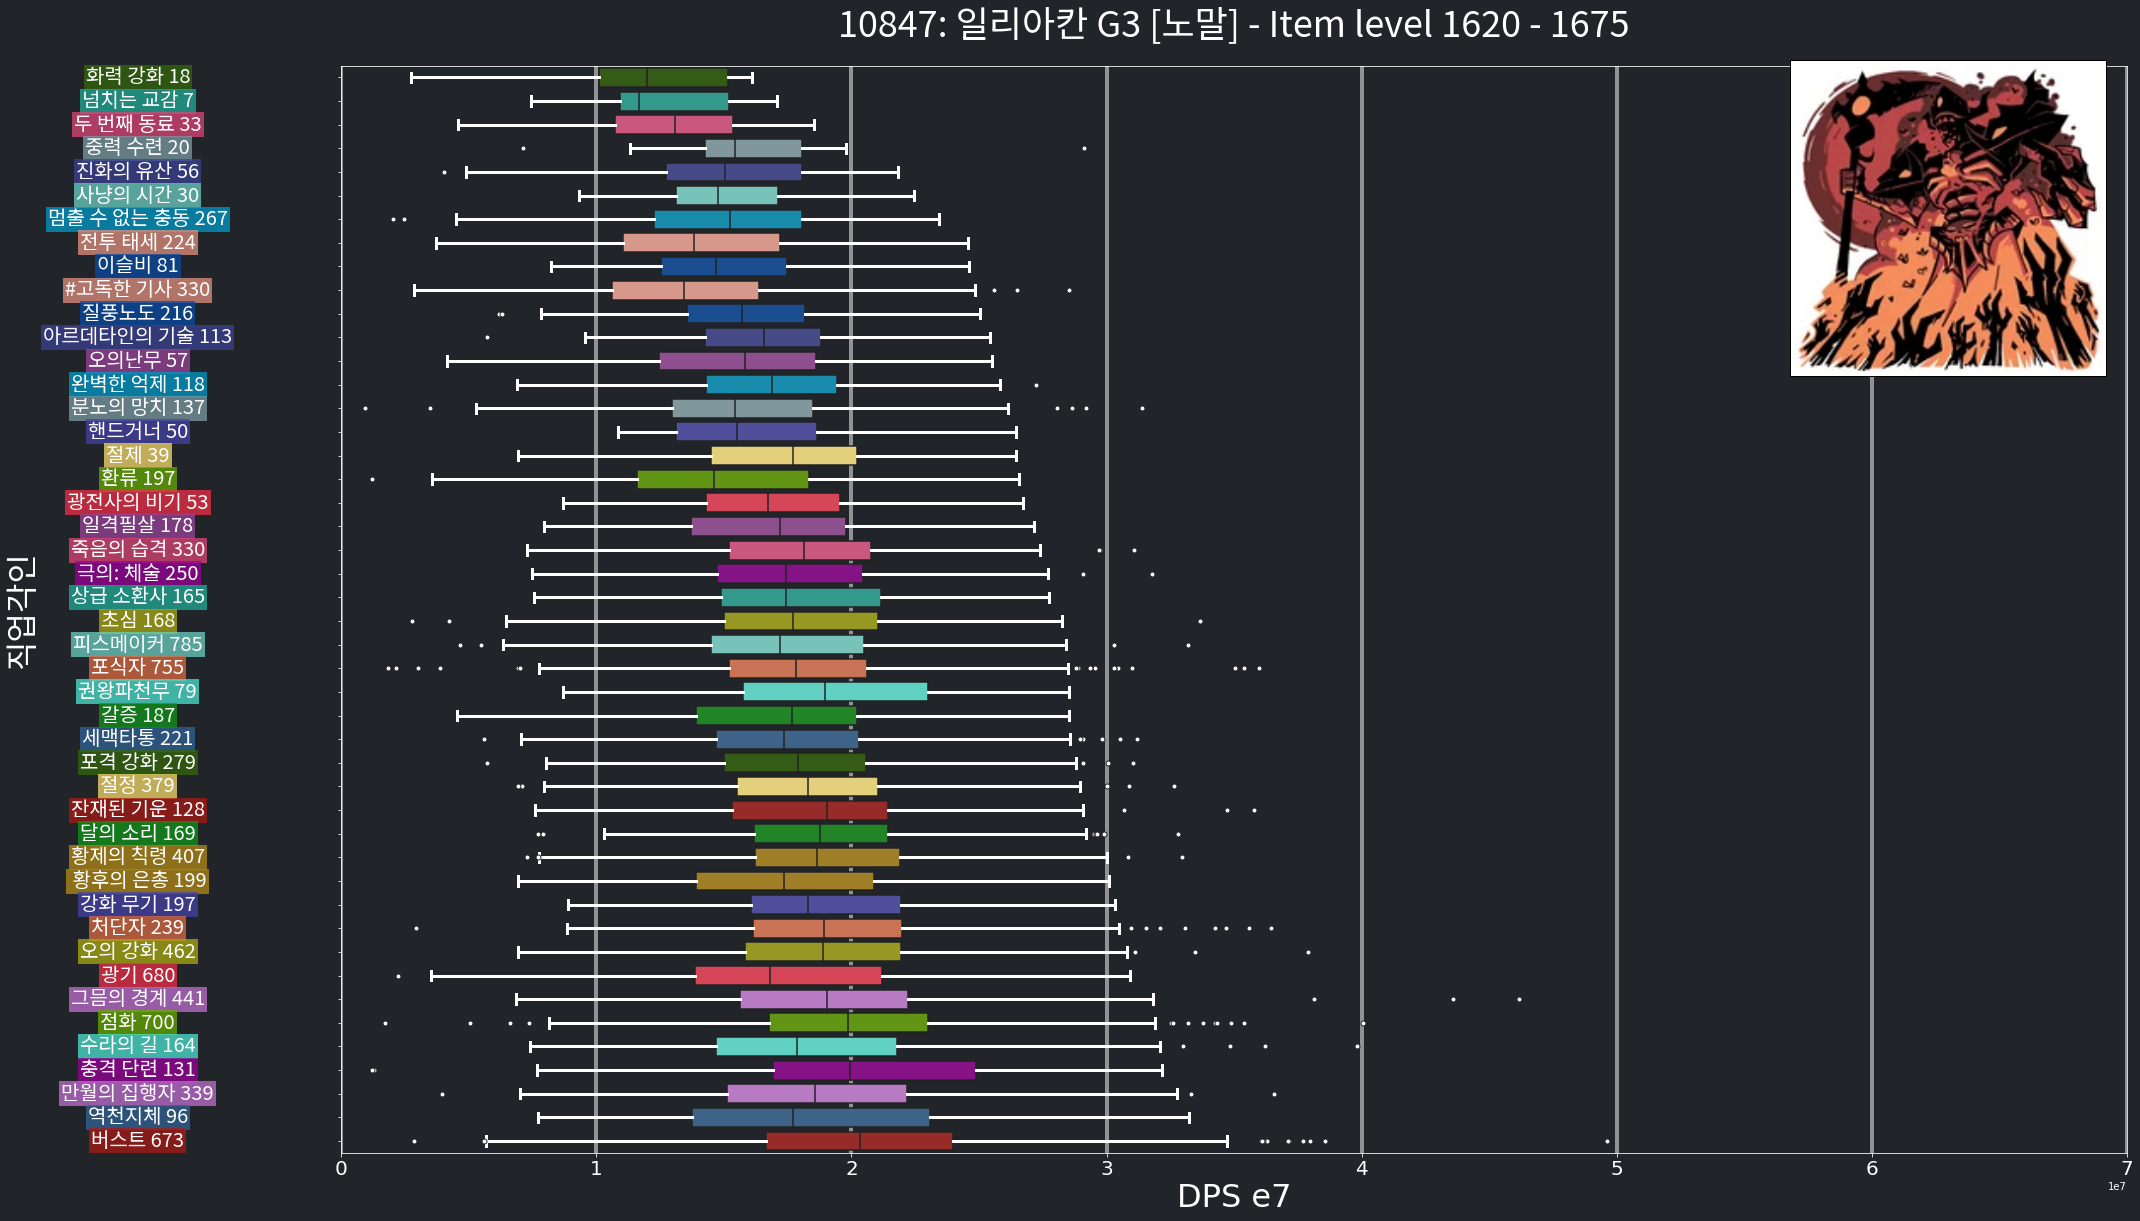 10847: 일리아칸 G3 [노말] - Item level 1620 - 1675
화력 강화 18
넘치는 교감 7
두 번째 동료 33
중력 수련 20
진화의 유산 56
사냥의 시간 30
멈출 수 없는 충동 267
전투 태세 224
이슬비 81
#고독한 기사 330
질풍노도 216
아르데타인의 기술 113
오의난무 57
완벽한 억제 118
분노의 망치 137
핸드거너 50
절제 39
환류 197
광전사의 비기 53
일격필살 178
죽음의 습격 330
극의: 체술 250
상급 소환사 165
초심 168
피스메이커 785
포식자 755
권왕파천무 79
갈증 187
세맥타통 221
포격 강화 279
절정 379
잔재된 기운 128
달의 소리 169
황제의 칙령 407
황후의 은총 199
강화 무기 197
처단자 239
오의 강화 462
광기 680
그믐의 경계 441
점화 700
수라의 길 164
충격 단련 131
만월의 집행자 339
역천지체 96
버스트 673
직업각인
0 1 2 3 4 5 6 7
DPS e7
1e7